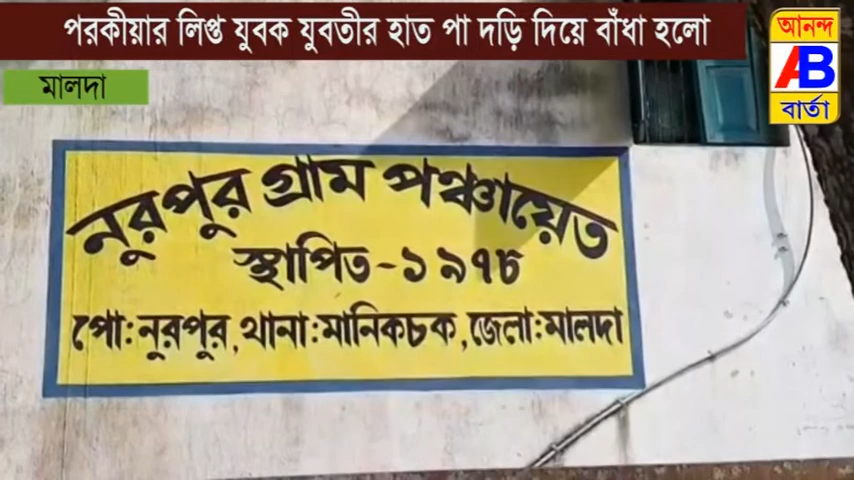 পরকীয়ার লিপ্ত যুবক যুবতীর হাত পা দড়ি দিয়ে বাঁধা হলো
আনন্দ
AB
বার্তা
মালদা
নুরপুর গ্রাম পঞ্চায়েত
স্থাপিত-১৯৭৮
পো:নুরপুর,থানা:মানিকচক,জেলা:মালদা